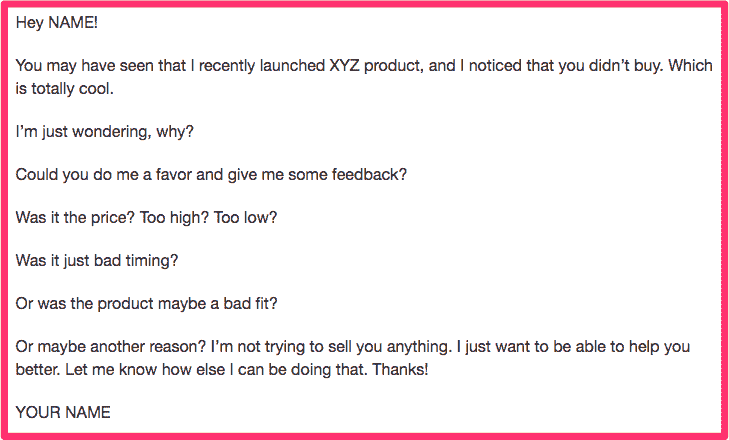 Hey NAME!
You may have seen that I recently launched XYZ product, and I noticed that you didn’t buy. Which
is totally cool.
I’m just wondering, why?
Could you do me a favor and give me some feedback?
Was it the price? Too high? Too low?
Was it just bad timing?
Or was the product maybe a bad fit?
Or maybe another reason? I’m not trying to sell you anything. I just want to be able to help you
better. Let me know how else I can be doing that. Thanks!
YOUR NAME